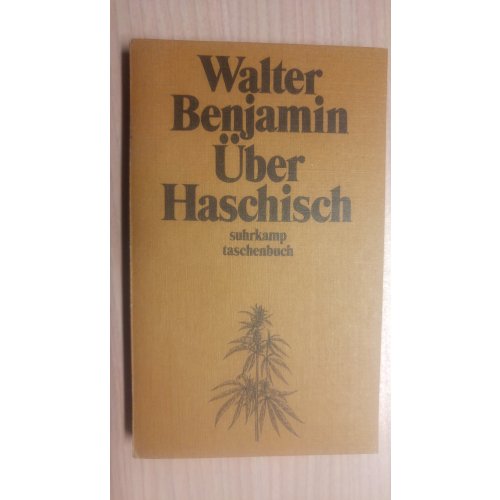 Walter
Benjamin
Über
Haschisch
suhrkamp
taschenbuch